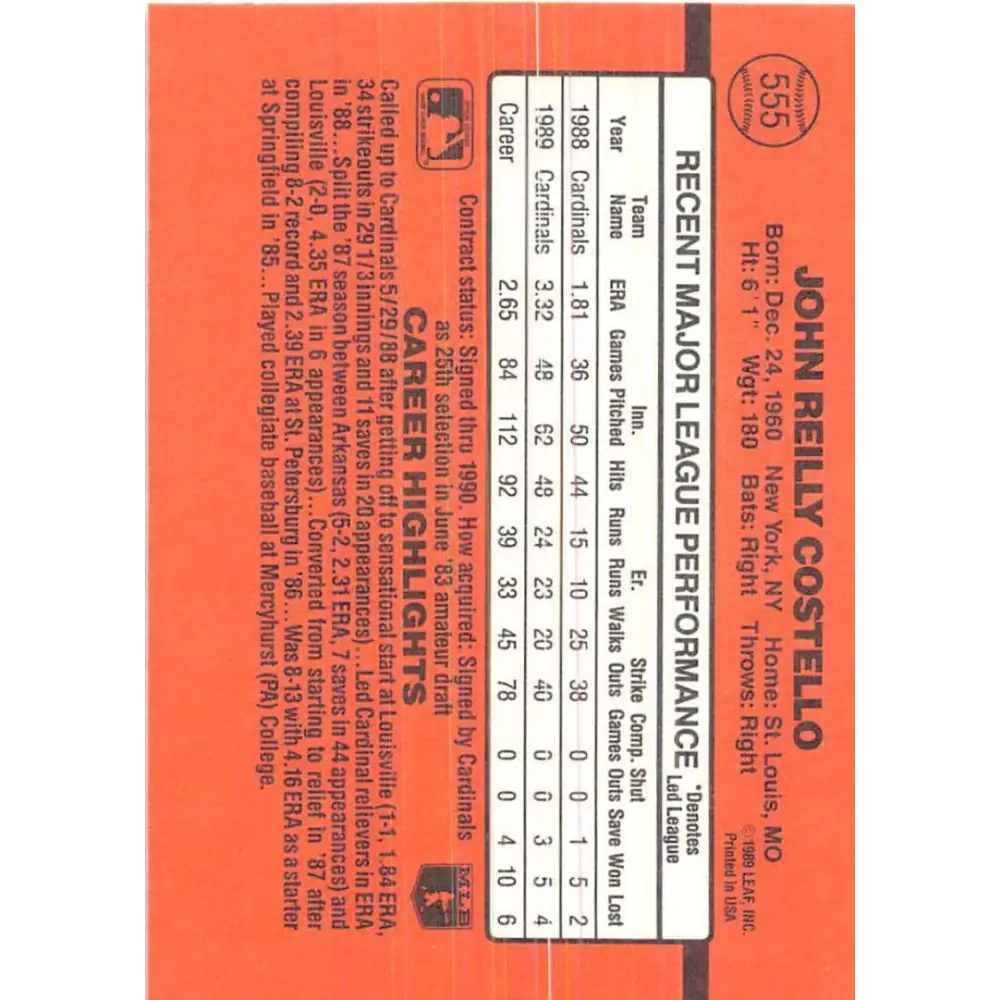 555
JOHN REILLY COSTELLO
Born: Dec. 24, 1960 New York, NY Home: St. Louis, MO
Ht: 6'1" Wgt: 180 Bats: Right Throws: Right
©1989 LEAF, INC.
Printed in USA
RECENT MAJOR LEAGUE PERFORMANCE
*Denotes
Led League
Team Inn. Er. Strike Comp. Shut
Year Name ERA Games Pitched Hits Runs Runs Walks Outs Games Outs Save Won Lost
1988 Cardinals 1.81 36 50 44 15 10 25 38 0 0 1 5 2
1989 Cardinals 3.32 48 62 48 24 23 20 40 0 0 3 5 4
Career 2.65 84 112 92 39 33 45 78 0 0 4 10 6
Contract status: Signed thru 1990. How acquired: Signed by Cardinals
as 25th selection in June '83 amateur draft
MLB
CAREER HIGHLIGHTS
Called up to Cardinals 5/29/88 after getting off to sensational start at Louisville (1-1, 1.84 ERA,
34 strikeouts in 29 1/3 innings and 11 saves in 20 appearances)... Led Cardinal relievers in ERA
in '88... Split the '87 season between Arkansas (5-2, 2.31 ERA, 7 saves in 44 appearances) and
Louisville (2-0, 4.35 ERA in 6 appearances)... Converted from starting to relief in '87 after
compiling 8-2 record and 2.39 ERA at St. Petersburg in '86... Was 8-13 with 4.16 ERA as a starter
at Springfield in '85... Played collegiate baseball at Mercyhurst (PA) College.